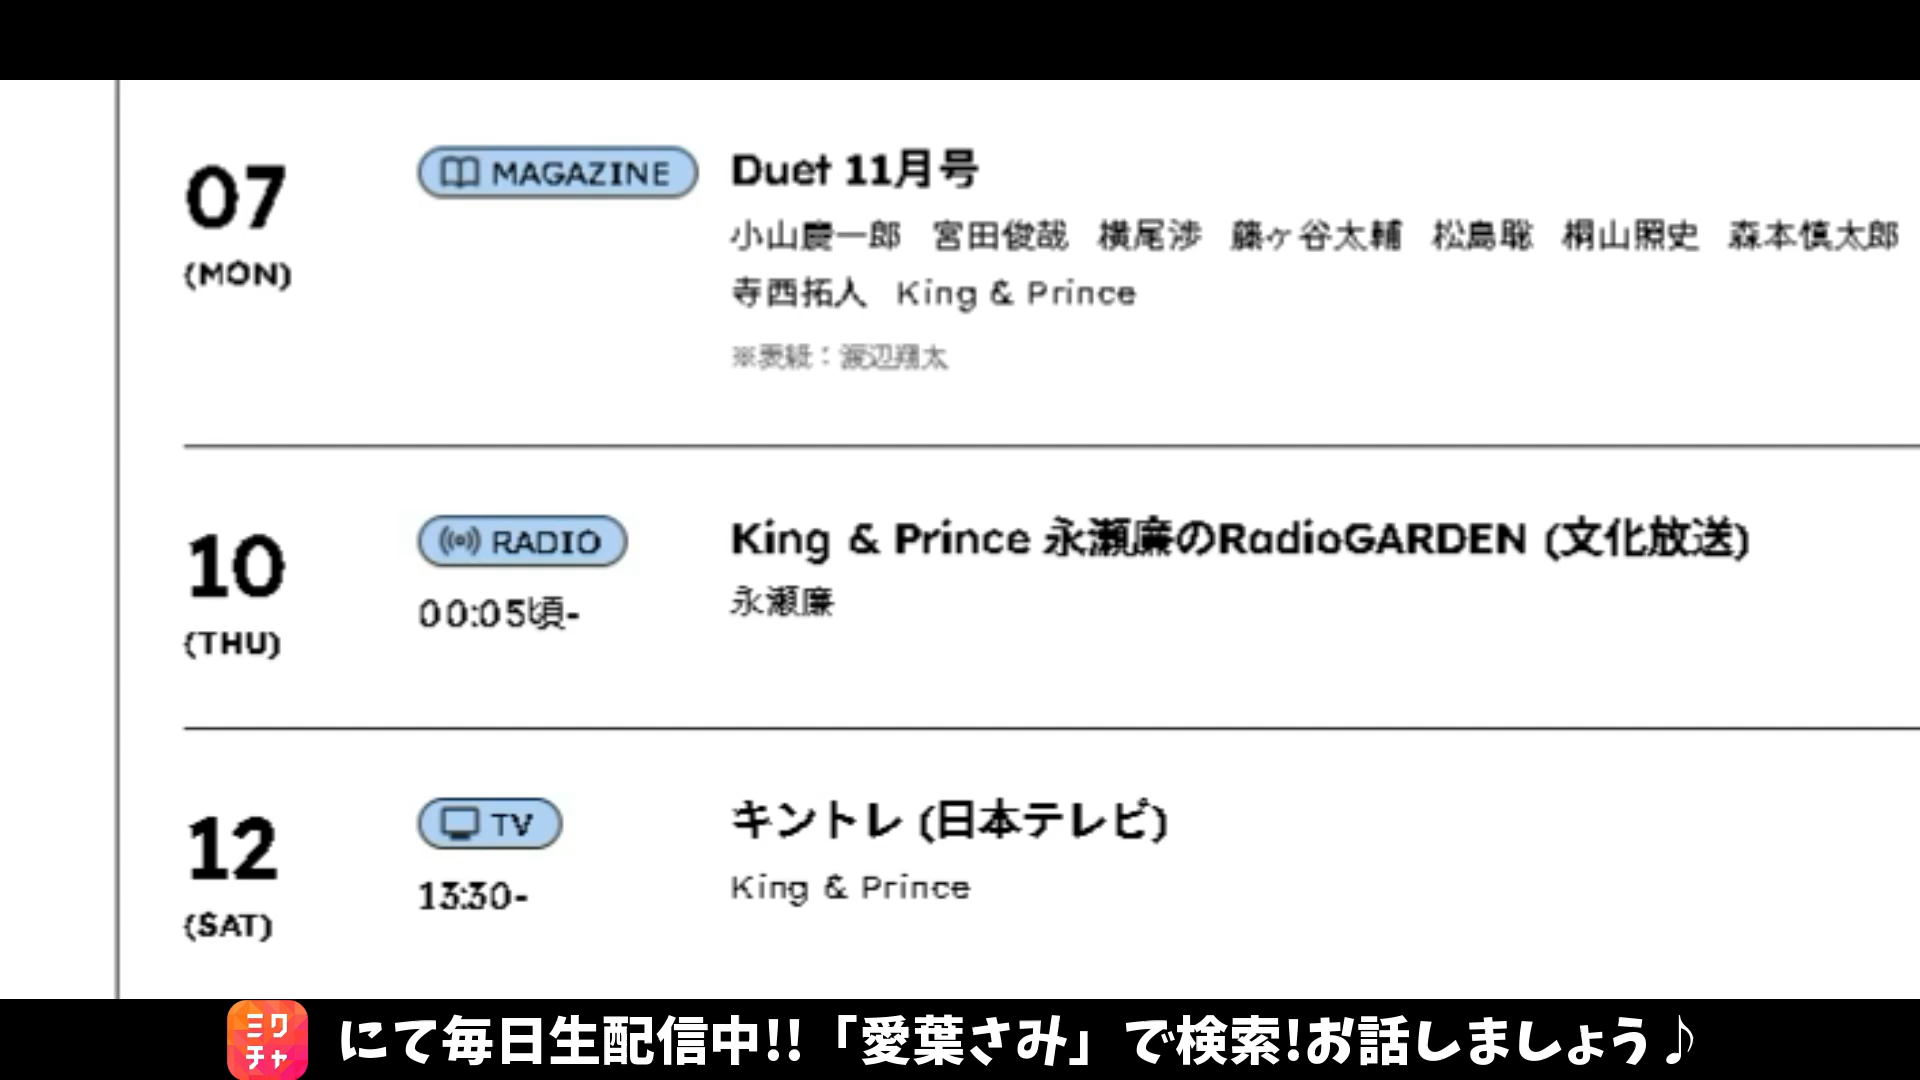 07
(MON)
MAGAZINE
Duet 11月号
小山慶一郎 宮田俊哉 横尾渉 藤ヶ谷太輔 松島聡 桐山照史 森本慎太郎
寺西拓人 King & Prince
※表紙：渡辺翔太
10
(THU)
RADIO
00:05頃-
King & Prince 永瀬廉のRadioGARDEN (文化放送)
永瀬廉
12
(SAT)
TV
13:30-
キントレ (日本テレビ)
King & Prince
ミクチャ
にて毎日生配信中!!「愛葉さみ」で検索!お話しましょう♪